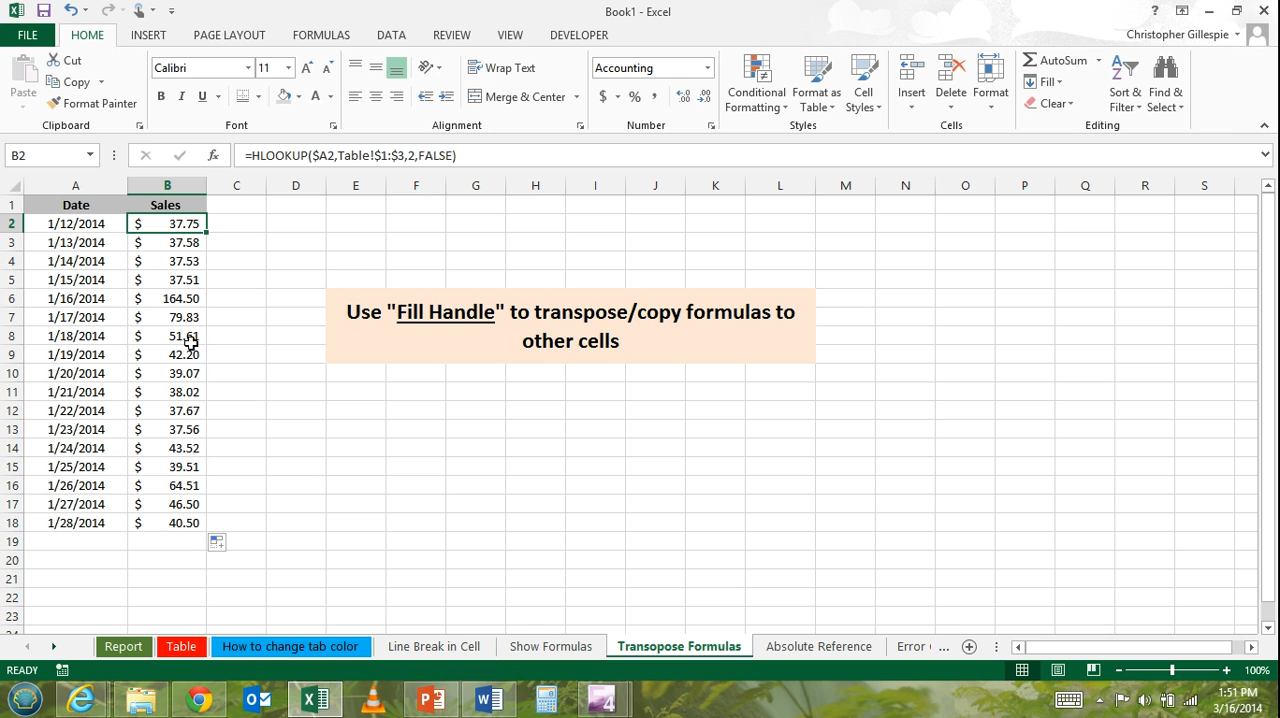 Book1 - Excel
FILE HOME INSERT PAGE LAYOUT FORMULAS DATA REVIEW VIEW DEVELOPER Christopher Gillespie
Cut
Copy
Format Painter
Paste
Clipboard
Calibri 11
B I U
Font
Wrap Text
Merge & Center
Alignment
Accounting
$ % ,
Number
Conditional Formatting
Format as Table
Cell Styles
Styles
Insert Delete Format
Cells
AutoSum
Fill
Clear
Sort & Filter
Find & Select
Editing
B2 =HLOOKUP($A2,Table!$1:$3,2,FALSE)
A B C D E F G H I J K L M N O P Q R S
1 Date Sales
2 1/12/2014 $ 37.75
3 1/13/2014 $ 37.58
4 1/14/2014 $ 37.53
5 1/15/2014 $ 37.51
6 1/16/2014 $ 164.50
7 1/17/2014 $ 79.83
8 1/18/2014 $ 51.61
9 1/19/2014 $ 42.20
10 1/20/2014 $ 39.07
11 1/21/2014 $ 38.02
12 1/22/2014 $ 37.67
13 1/23/2014 $ 37.56
14 1/24/2014 $ 43.52
15 1/25/2014 $ 39.51
16 1/26/2014 $ 64.51
17 1/27/2014 $ 46.50
18 1/28/2014 $ 40.50
19
20
21
22
23
Use "Fill Handle" to transpose/copy formulas to
other cells
Report Table How to change tab color Line Break in Cell Show Formulas Transopose Formulas Absolute Reference Error ( ...
READY 100%
1:51 PM
3/16/2014